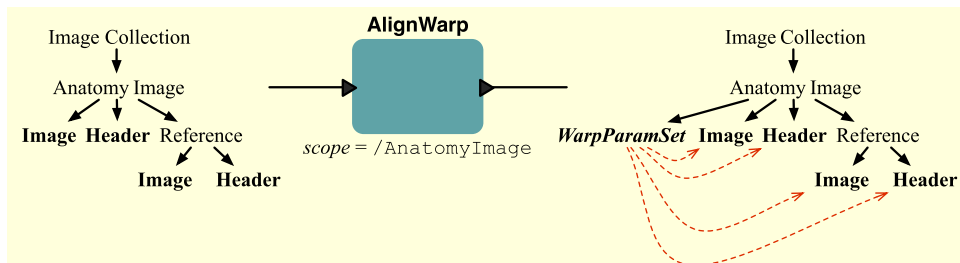 AlignWarp
Image Collection
Anatomy Image
Image Header Reference
Image Header
scope = /AnatomyImage
Image Collection
Anatomy Image
WarpParamSet Image Header Reference
Image Header